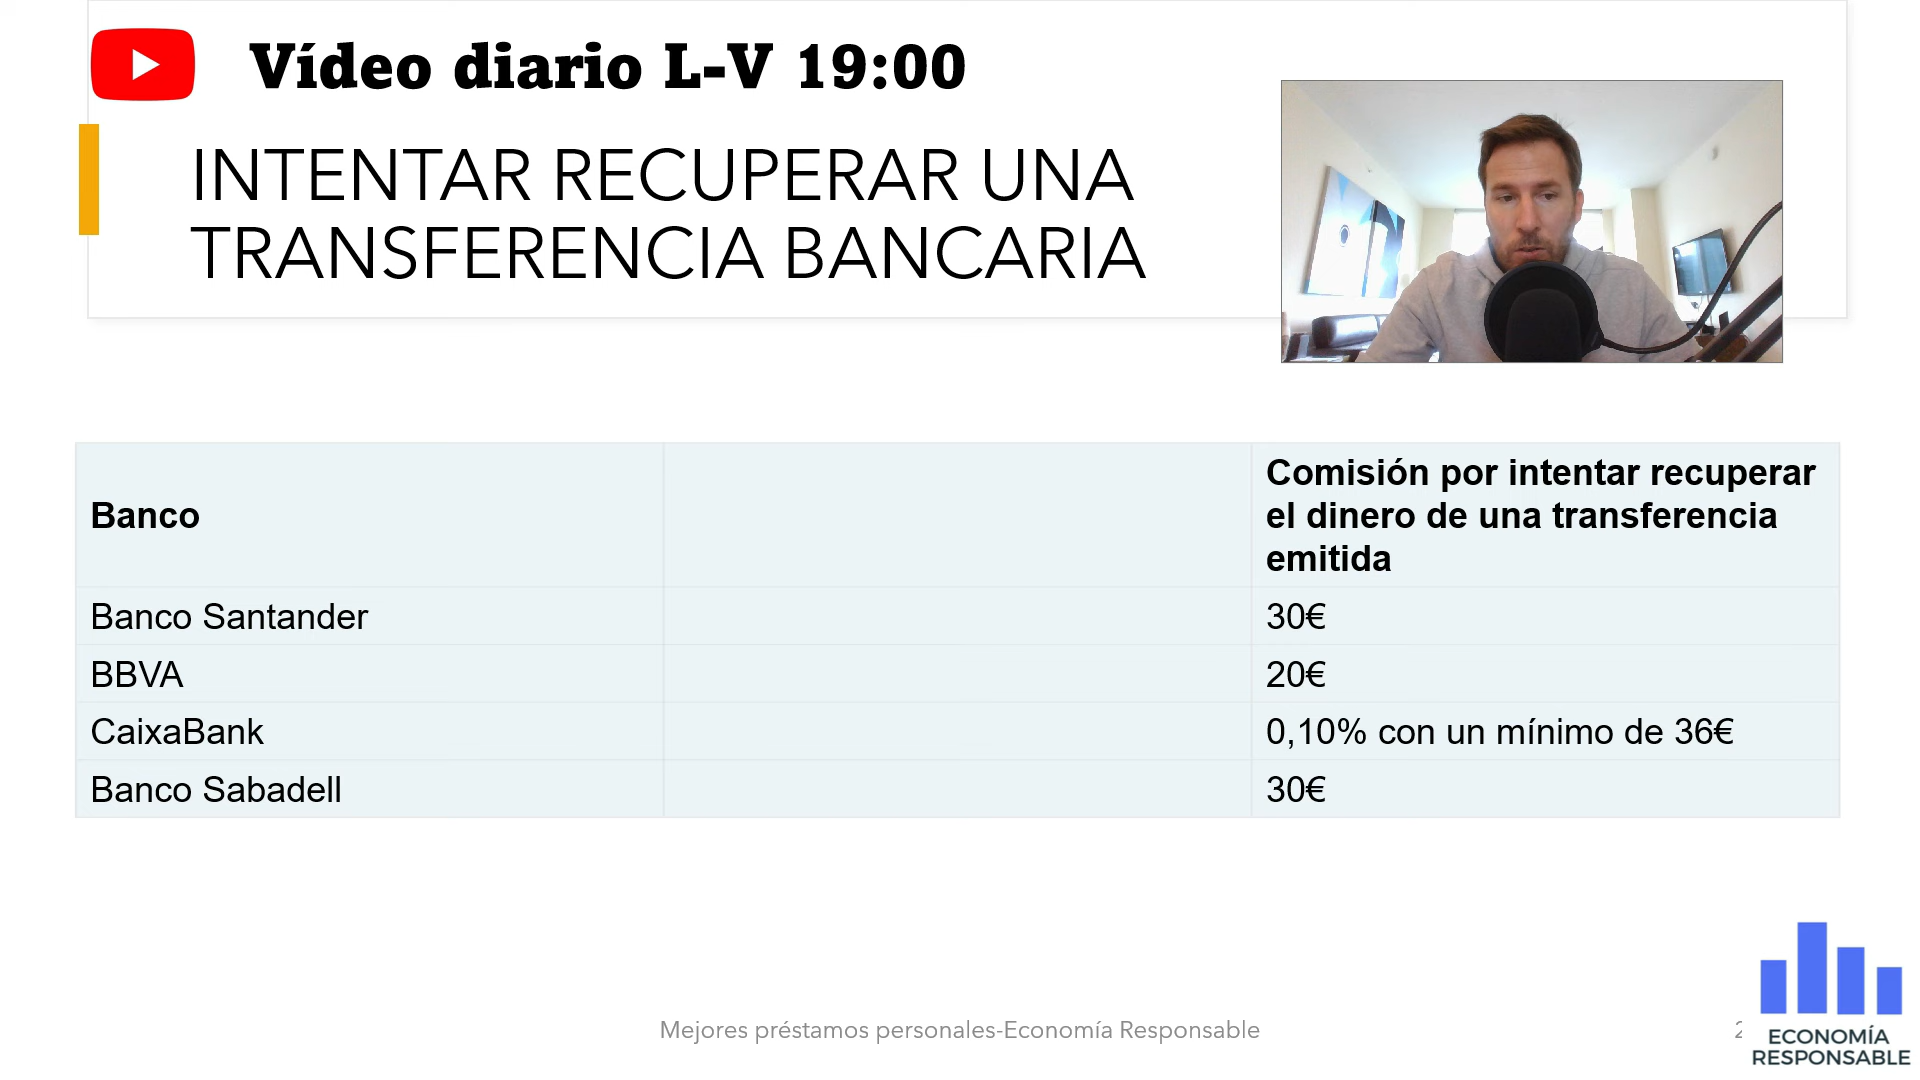 Vídeo diario L-V 19:00
INTENTAR RECUPERAR UNA
TRANSFERENCIA BANCARIA
Banco
Comisión por intentar recuperar
el dinero de una transferencia
emitida
Banco Santander
30€
BBVA
20€
CaixaBank
0,10% con un mínimo de 36€
Banco Sabadell
30€
Mejores préstamos personales-Economía Responsable
ECONOMÍA
RESPONSABLE